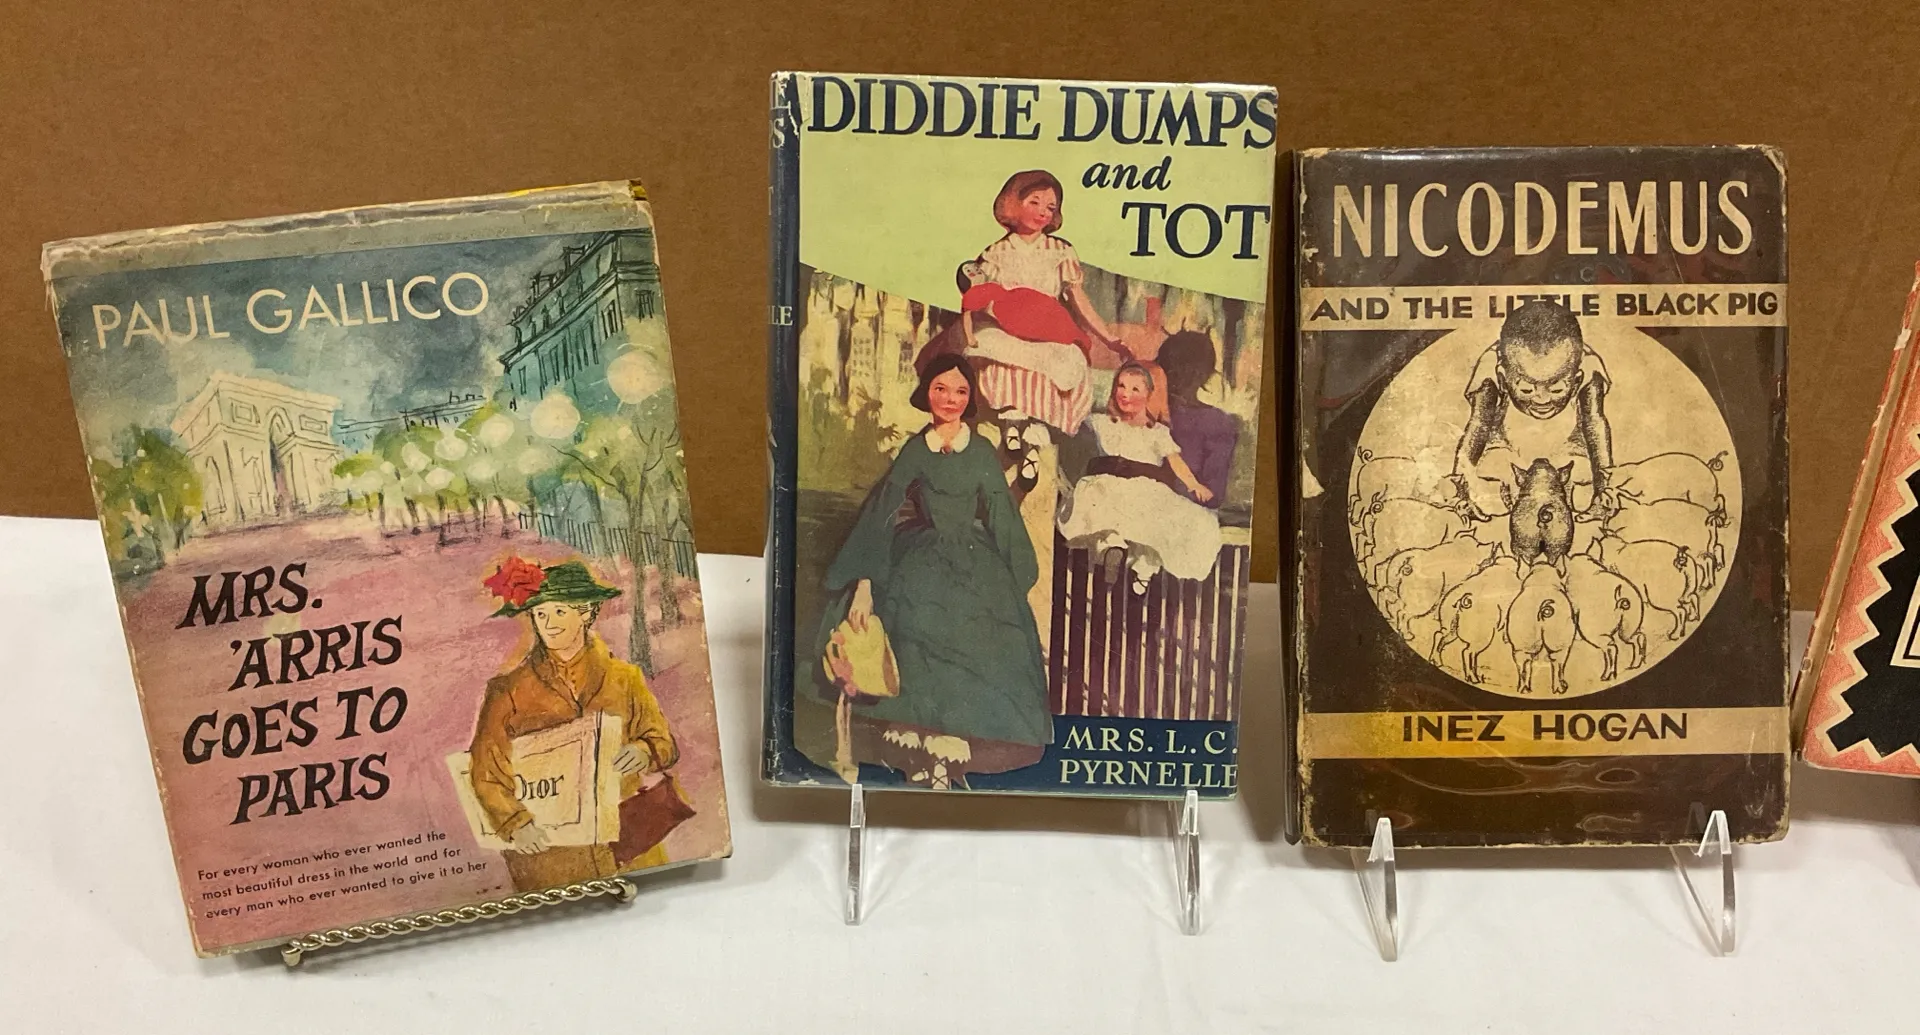 PAUL GALLICO
MRS.
'ARRIS
GOES TO
PARIS
Dior
For every woman who ever wanted the
most beautiful dress in the world and for
every man who ever wanted to give it to her
DIDDIE DUMPS
and
TOT
MRS. L. C.
PYRNELLE
NICODEMUS
AND THE LITTLE BLACK PIG
INEZ HOGAN